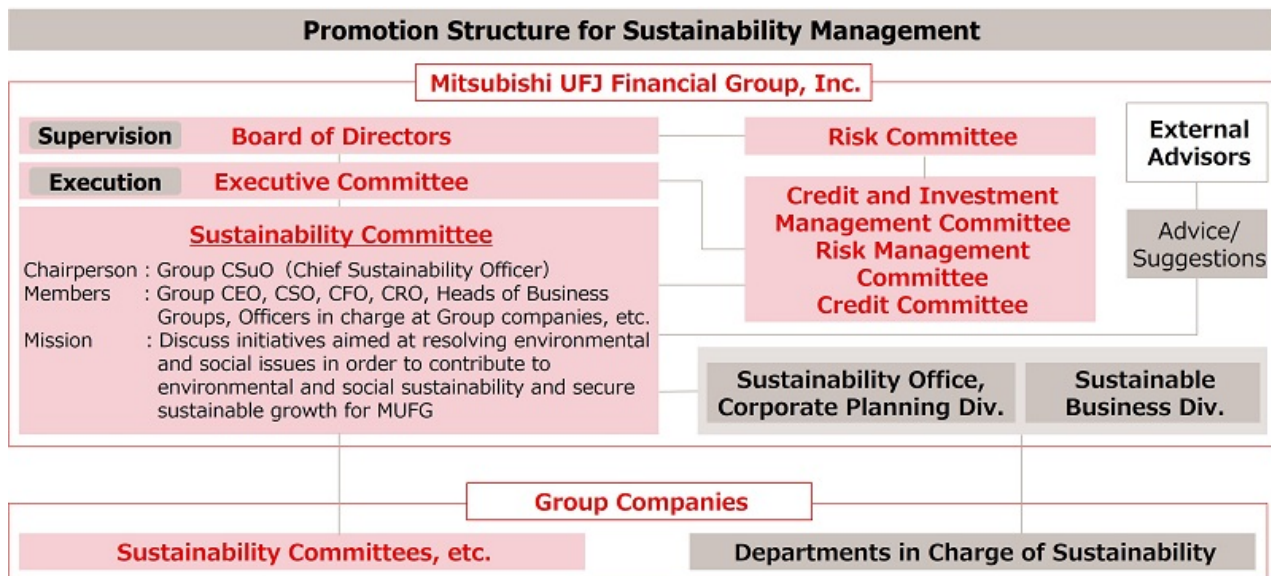 Promotion Structure for Sustainability Management
Mitsubishi UFJ Financial Group, Inc.
Supervision
Board of Directors
Risk Committee
External
Advisors
Execution
Executive Committee
Credit and Investment
Management Committee
Risk Management
Committee
Credit Committee
Advice/
Suggestions
Sustainability Committee
Chairperson : Group CSuO (Chief Sustainability Officer)
Members : Group CEO, CSO, CFO, CRO, Heads of Business
Groups, Officers in charge at Group companies, etc.
Mission : Discuss initiatives aimed at resolving environmental
and social issues in order to contribute to
environmental and social sustainability and secure
sustainable growth for MUFG
Sustainability Office,
Corporate Planning Div.
Sustainable
Business Div.
Group Companies
Sustainability Committees, etc.
Departments in Charge of Sustainability